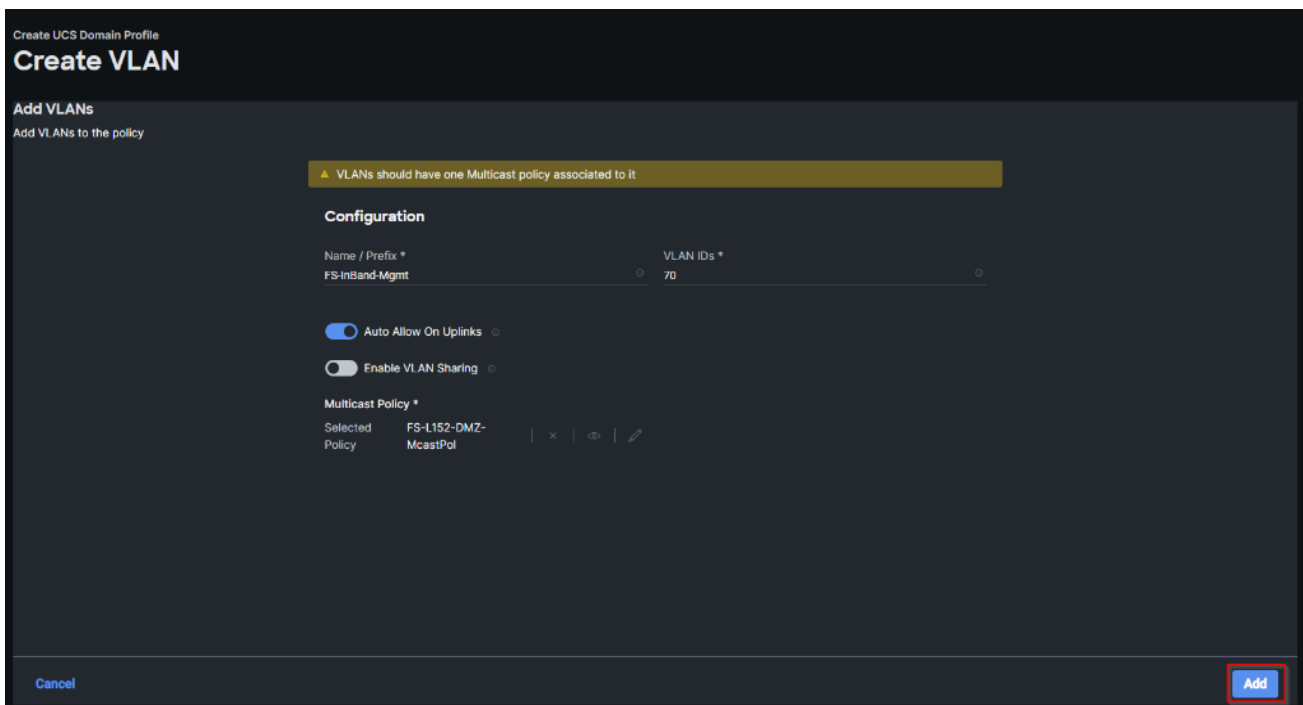 Create UCS Domain Profile
Create VLAN
Add VLANs
Add VLANs to the policy
VLANs should have one Multicast policy associated to it
Configuration
Name / Prefix *
VLAN IDs *
FS-InBand-Mgmt
70
Auto Allow On Uplinks
Enable VLAN Sharing
Multicast Policy *
Selected Policy
FS-L152-DMZ-
McastPol
Cancel
Add